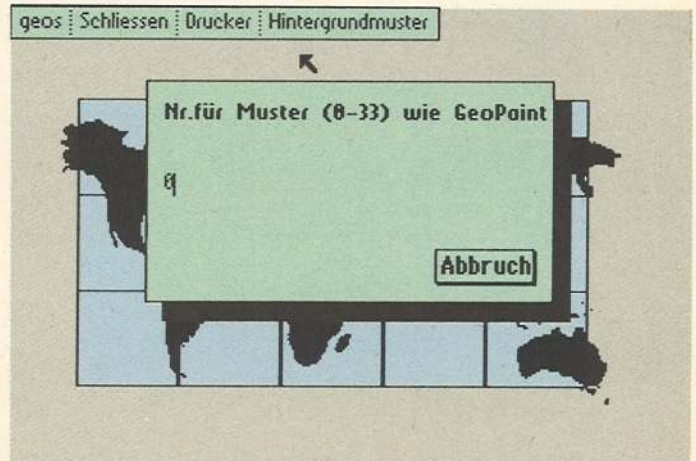 geos Schliessen Drucker Hintergrundmuster
Nr.für Muster (0-33) wie GeoPaint
0
Abbruch